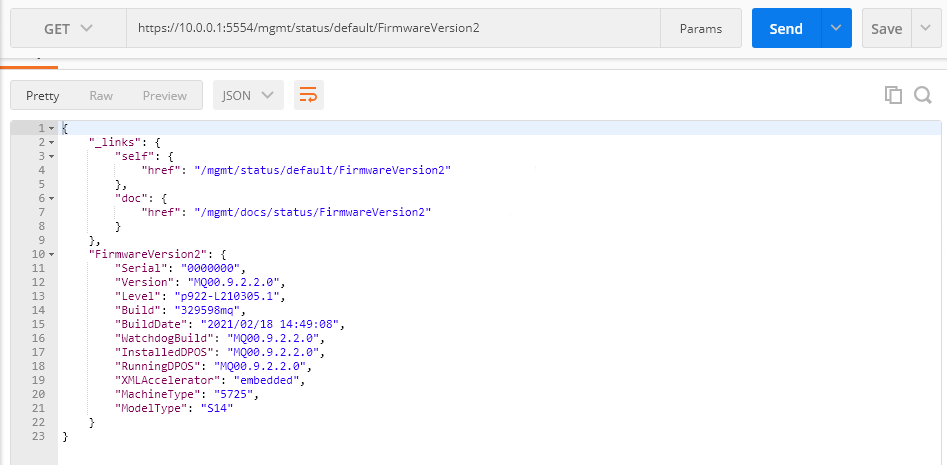 GET https://10.0.0.1:5554/mgmt/status/default/FirmwareVersion2 Params Send Save
Pretty Raw Preview JSON
1 {
2 "_links": {
3 "self": {
4 "href": "/mgmt/status/default/FirmwareVersion2"
5 },
6 "doc": {
7 "href": "/mgmt/docs/status/FirmwareVersion2"
8 }
9 },
10 "FirmwareVersion2": {
11 "Serial": "0000000",
12 "Version": "MQ00.9.2.2.0",
13 "Level": "p922-L210305.1",
14 "Build": "329598mq",
15 "BuildDate": "2021/02/18 14:49:08",
16 "WatchdogBuild": "MQ00.9.2.2.0",
17 "InstalledDPOS": "MQ00.9.2.2.0",
18 "RunningDPOS": "MQ00.9.2.2.0",
19 "XMLAccelerator": "embedded",
20 "MachineType": "5725",
21 "ModelType": "S14"
22 }
23 }